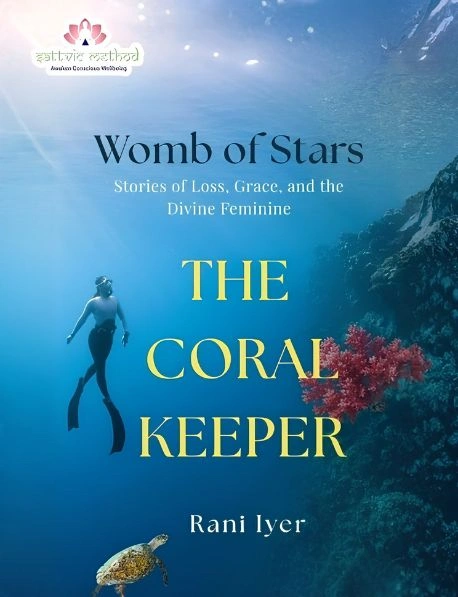 sattvic method
Awaken Conscious Wellbeing
Womb of Stars
Stories of Loss, Grace, and the
Divine Feminine
THE
CORAL
KEEPER
Rani Iyer